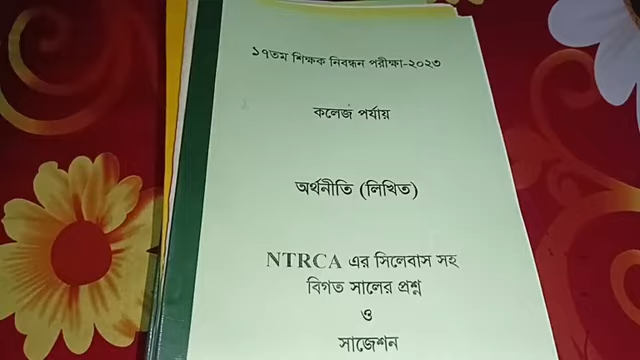 ১৭তম শিক্ষক নিবন্ধন পরীক্ষা-২০২৩
কলেজ পর্যায়
অর্থনীতি (লিখিত)
NTRCA এর সিলেবাস সহ
বিগত সালের প্রশ্ন
ও
সাজেশন